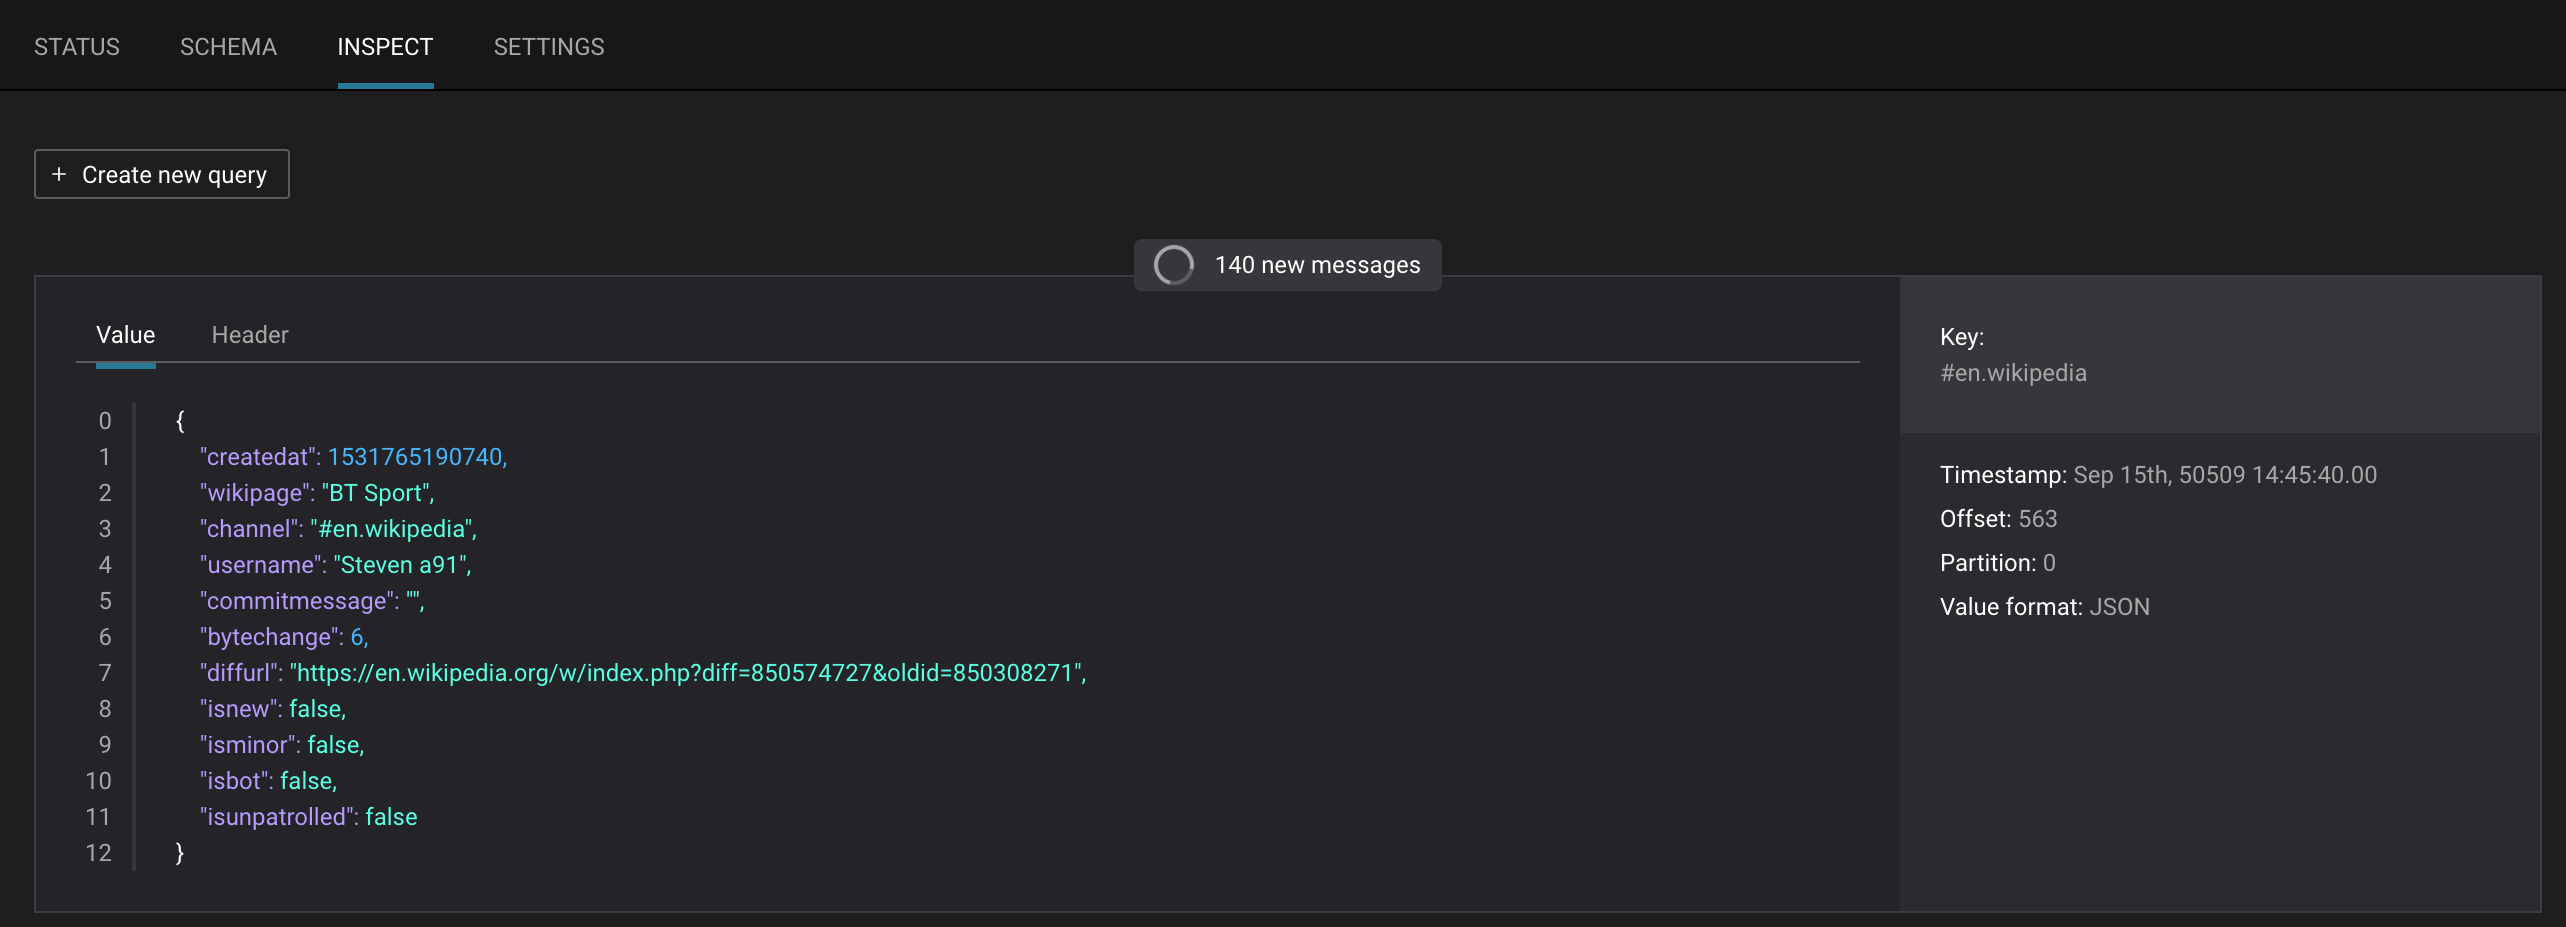 STATUS SCHEMA INSPECT SETTINGS
+ Create new query
140 new messages
Value Header
0 {
1 "createdat": 1531765190740,
2 "wikipage": "BT Sport",
3 "channel": "#en.wikipedia",
4 "username": "Steven a91",
5 "commitmessage": "",
6 "bytechange": 6,
7 "diffurl": "https://en.wikipedia.org/w/index.php?diff=850574727&oldid=850308271",
8 "isnew": false,
9 "isminor": false,
10 "isbot": false,
11 "isunpatrolled": false
12 }
Key:
#en.wikipedia
Timestamp: Sep 15th, 50509 14:45:40.00
Offset: 563
Partition: 0
Value format: JSON